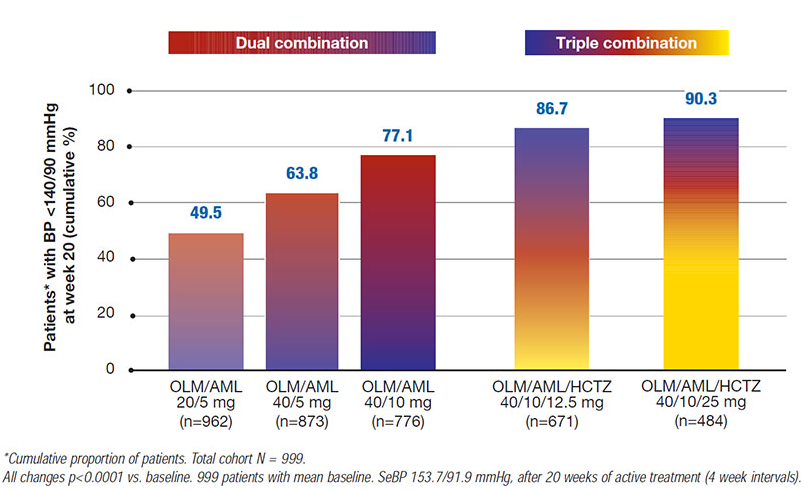 Dual combination
Triple combination
Patients* with BP <140/90 mmHg
at week 20 (cumulative %)
100
80
60
40
20
0
49.5
63.8
77.1
86.7
90.3
OLM/AML
20/5 mg
(n=962)
OLM/AML
40/5 mg
(n=873)
OLM/AML
40/10 mg
(n=776)
OLM/AML/HCTZ
40/10/12.5 mg
(n=671)
OLM/AML/HCTZ
40/10/25 mg
(n=484)
*Cumulative proportion of patients. Total cohort N = 999.
All changes p<0.0001 vs. baseline. 999 patients with mean baseline. SeBP 153.7/91.9 mmHg, after 20 weeks of active treatment (4 week intervals).